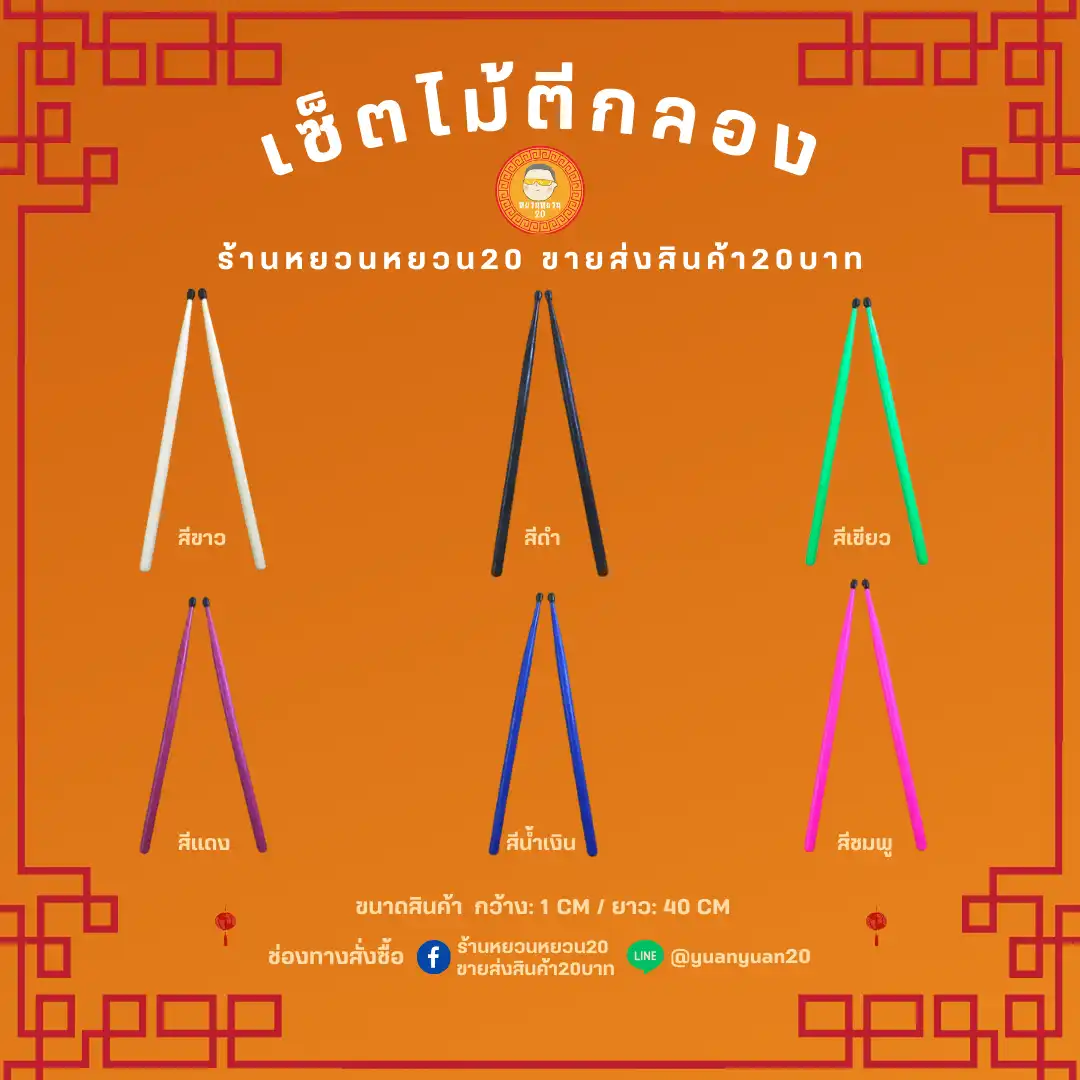 เซ็ตไม้ตีกลอง
หยวนหยวน
20
ร้านหยวนหยวน20 ขายส่งสินค้า20บาท
สีขาว
สีดำ
สีเขียว
สีแดง
สีน้ำเงิน
สีชมพู
ขนาดสินค้า กว้าง: 1 CM / ยาว: 40 CM
ช่องทางสั่งซื้อ
ร้านหยวนหยวน20
ขายส่งสินค้า20บาท
LINE
@yuanyuan20